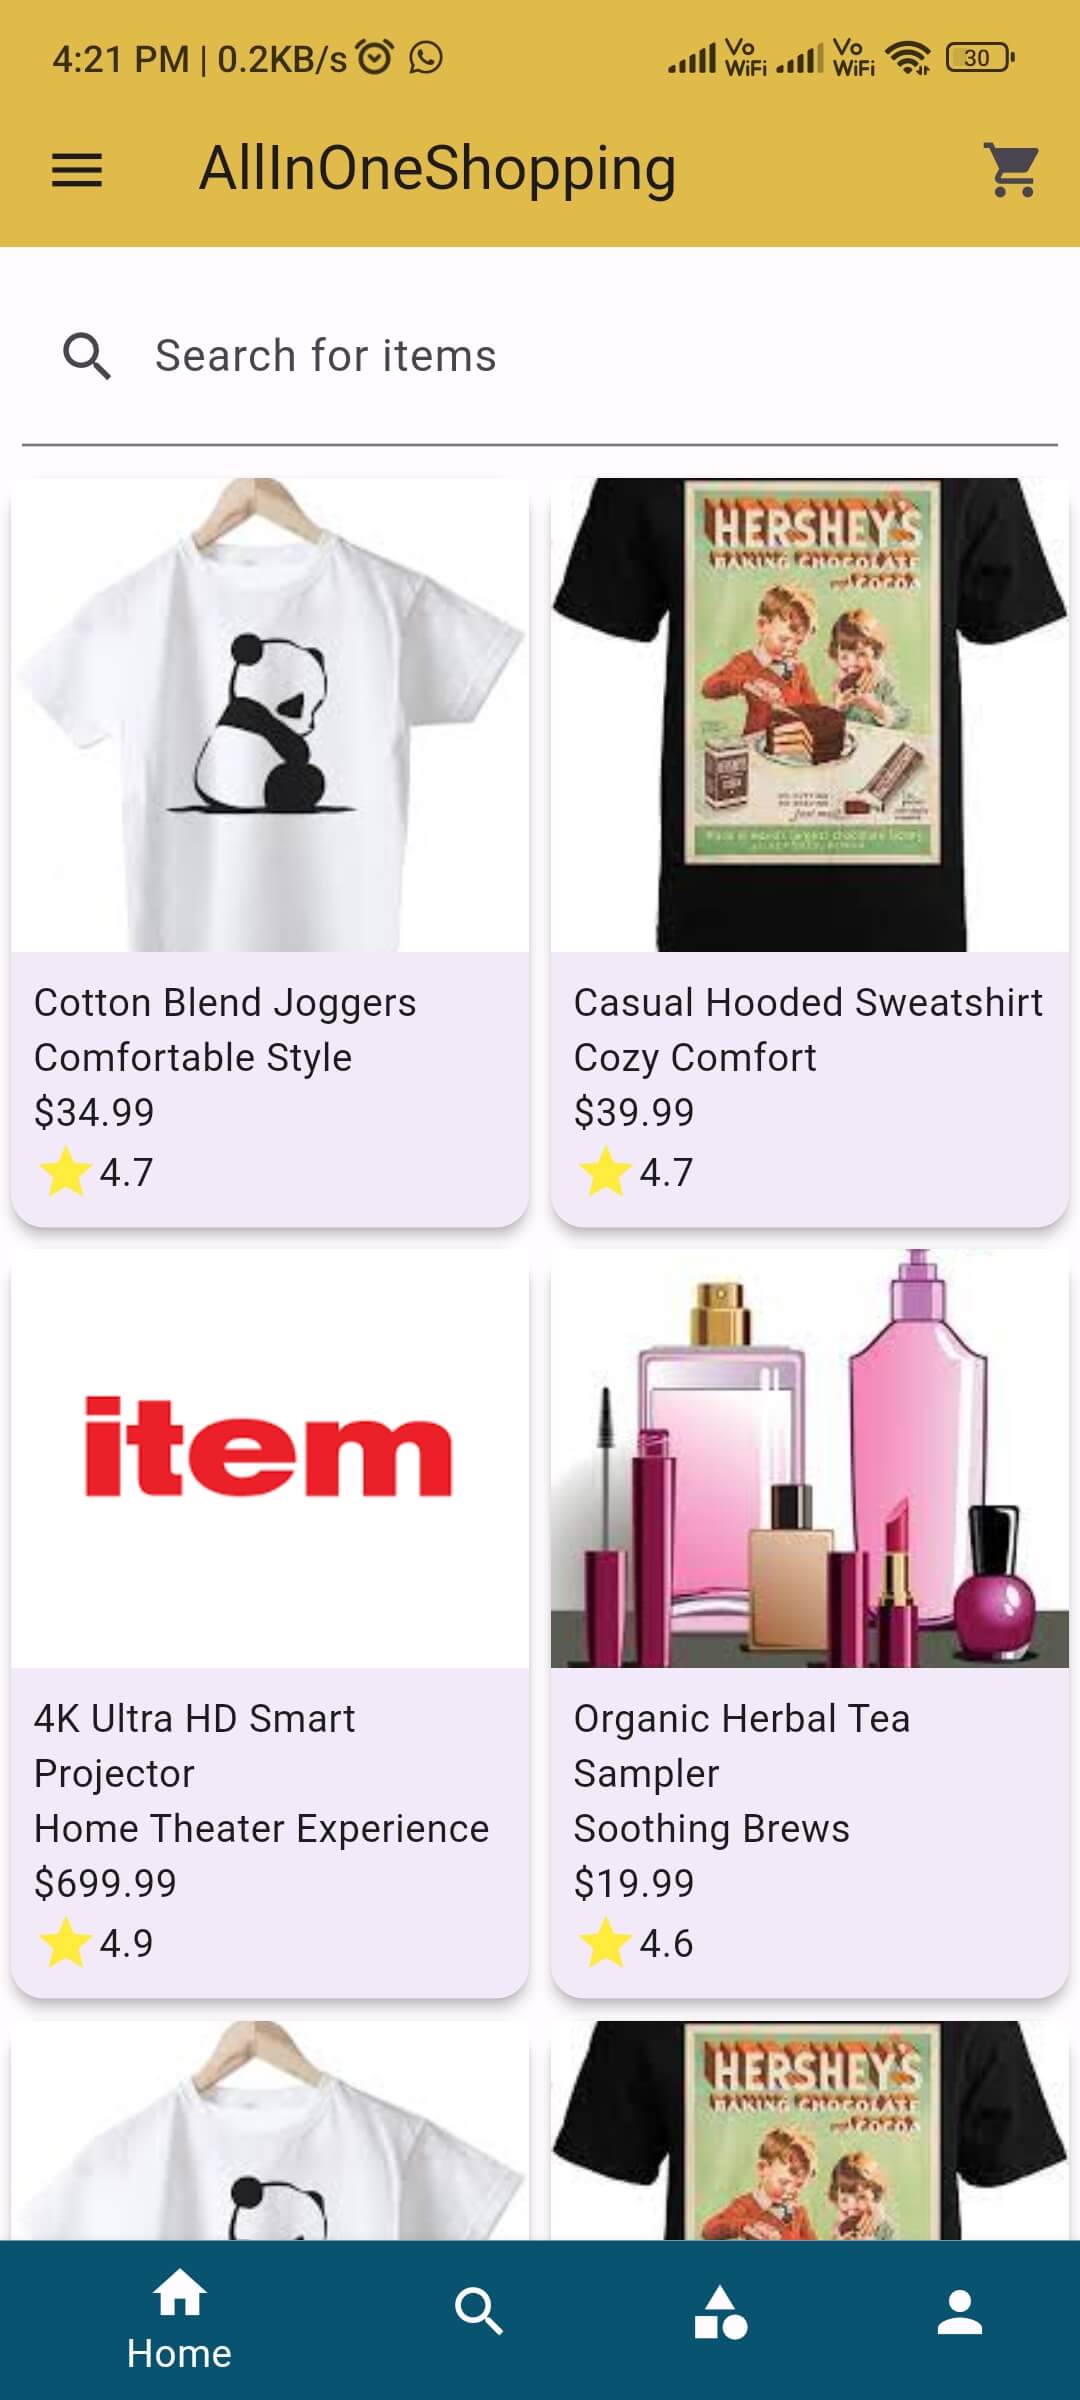 4:21 PM | 0.2KB/s
Vo
WiFi
Vo
WiFi
30
AllInOneShopping
Search for items
HERSHEY'S
BAKING CHOCOLATE
and COCOA
Cotton Blend Joggers
Comfortable Style
$34.99
4.7
Casual Hooded Sweatshirt
Cozy Comfort
$39.99
4.7
item
4K Ultra HD Smart
Projector
Home Theater Experience
$699.99
4.9
Organic Herbal Tea
Sampler
Soothing Brews
$19.99
4.6
HERSHEY'S
BAKING CHOCOLATE
and COCOA
Home